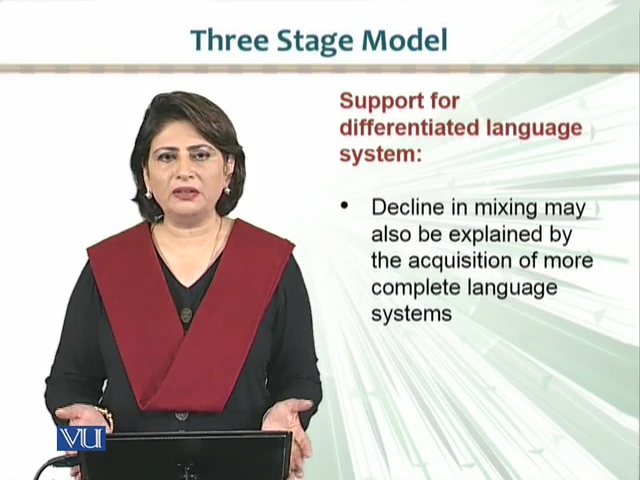 Three Stage Model
Support for
differentiated language
system:
• Decline in mixing may
also be explained by
the acquisition of more
complete language
systems
VU